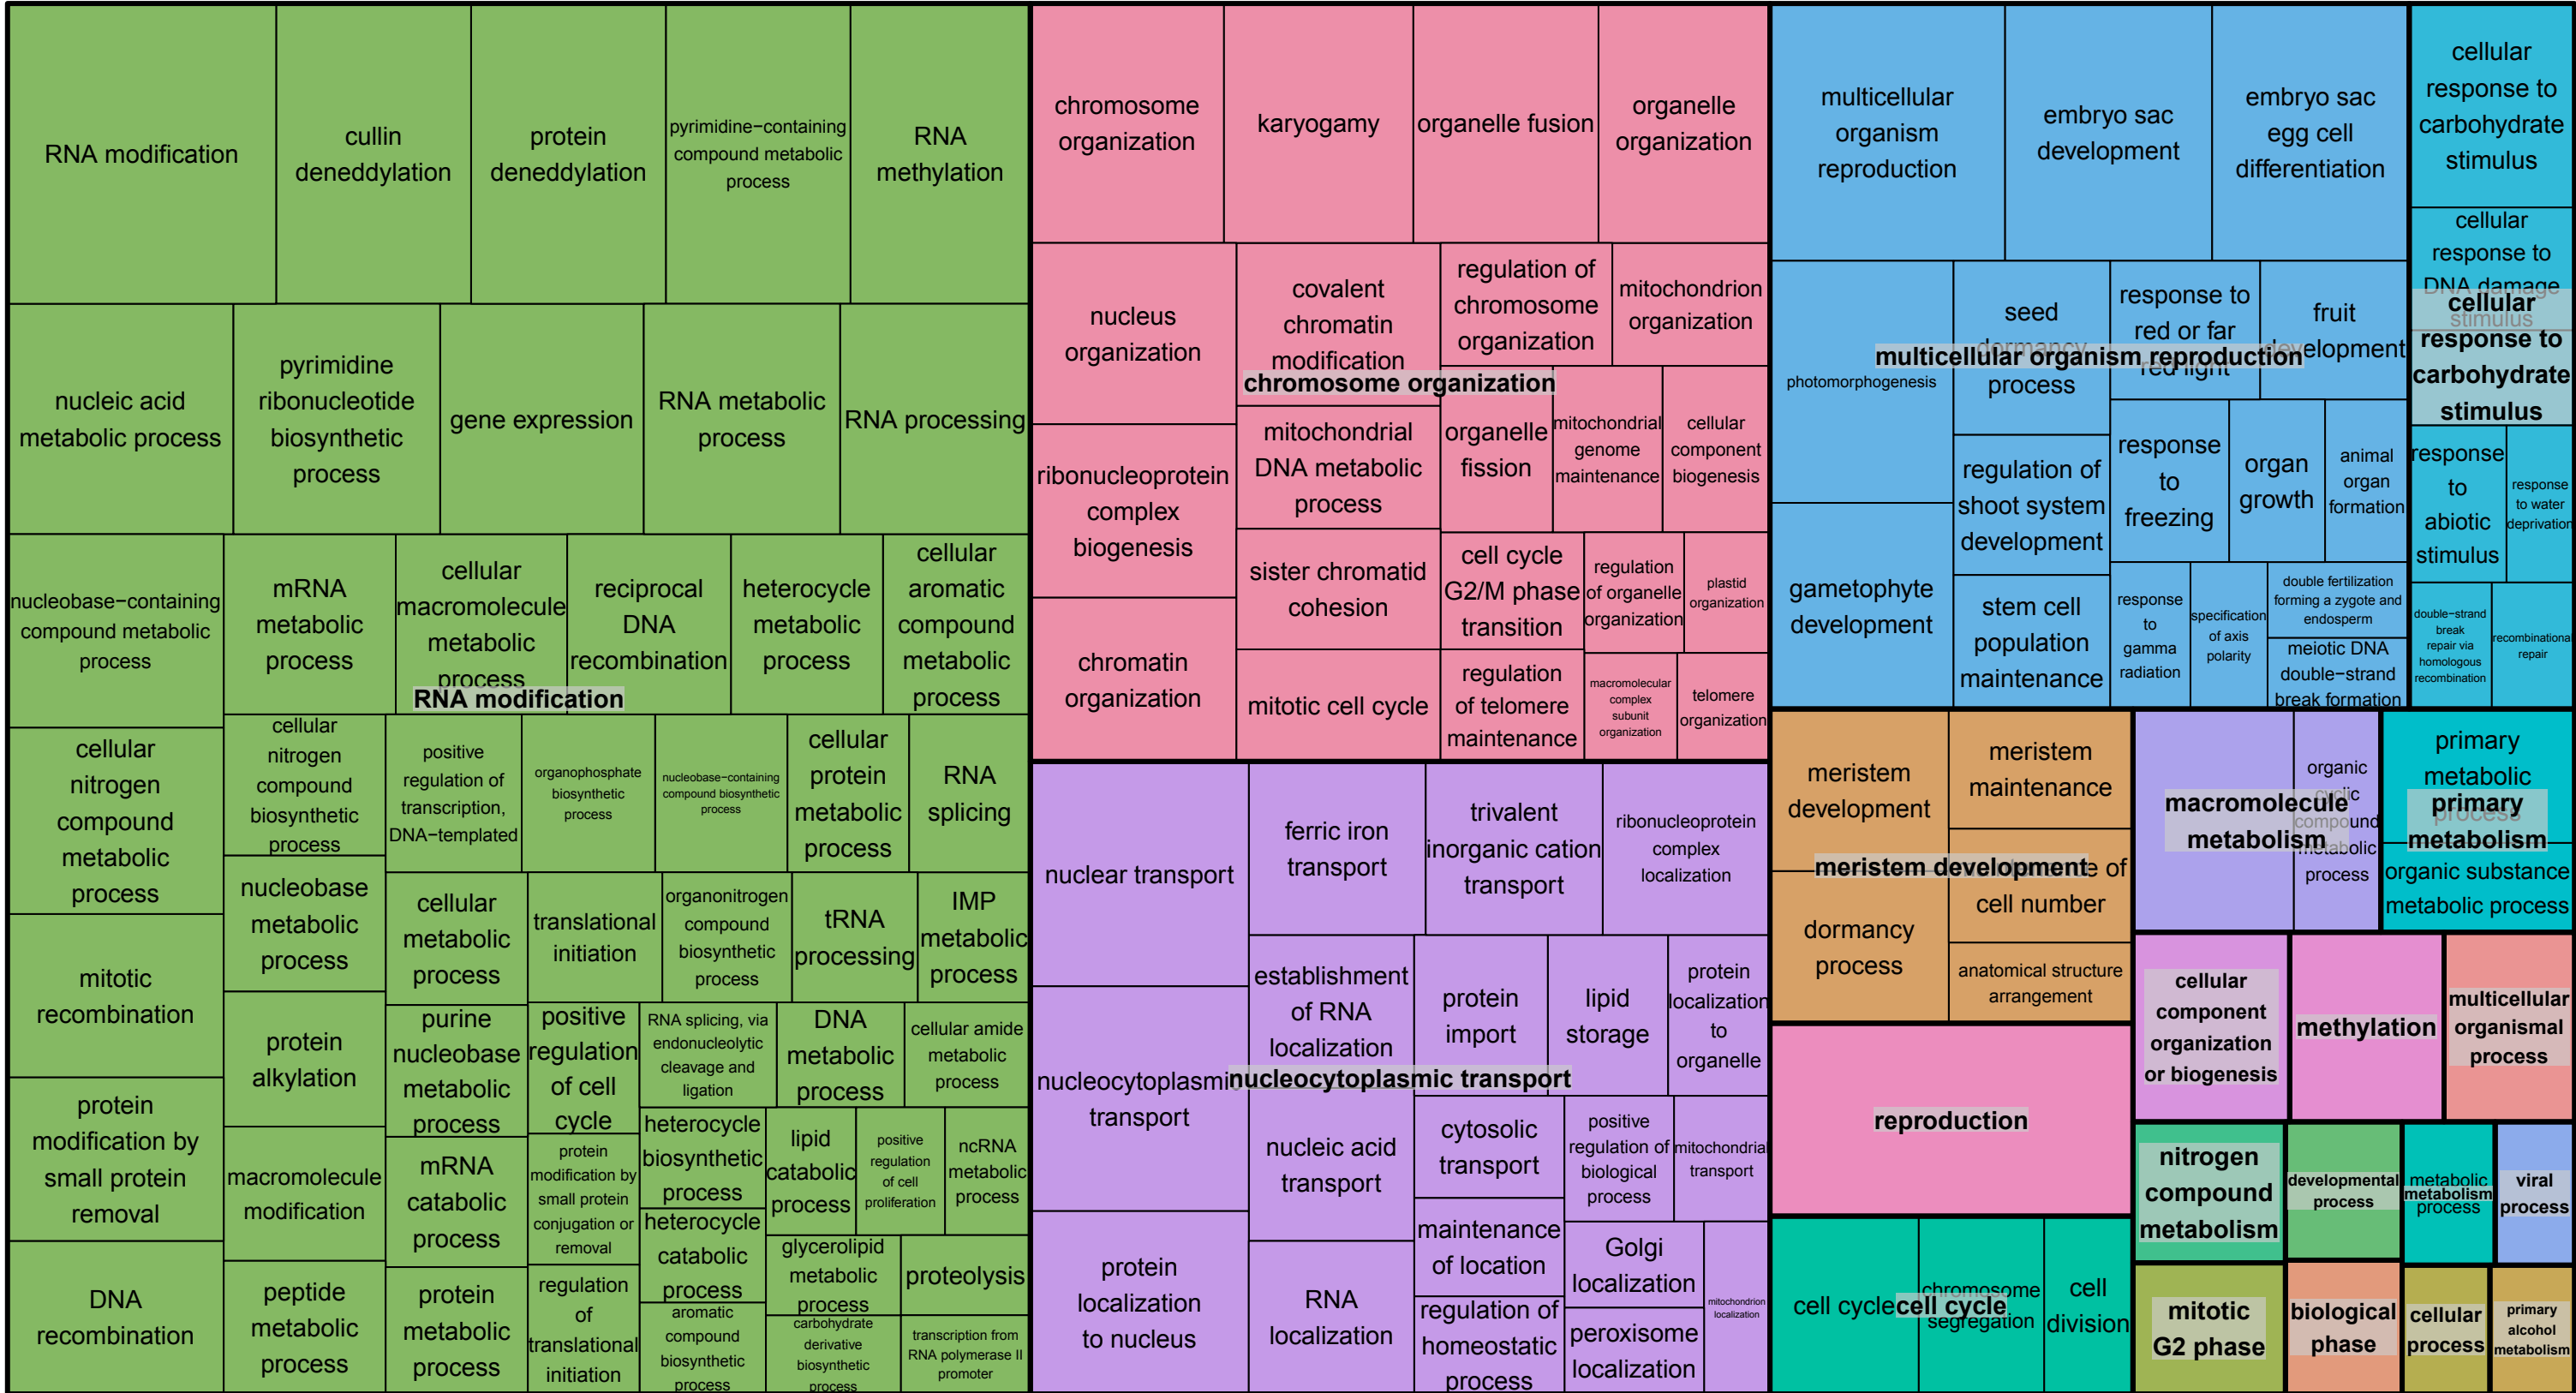 RNA modification
cullin
deneddylation
protein
deneddylation
pyrimidine−containing
compound metabolic
process
RNA
methylation
nucleic acid
metabolic process
pyrimidine
ribonucleotide
biosynthetic
process
gene expression
RNA metabolic
process
RNA processing
nucleobase−containing
compound metabolic
process
mRNA
metabolic
process
cellular
macromolecule
metabolic
process
reciprocal
DNA
recombination
heterocycle
metabolic
process
cellular
aromatic
compound
metabolic
process
RNA modification
cellular
nitrogen
compound
metabolic
process
cellular
nitrogen
compound
biosynthetic
process
positive
regulation of
transcription,
DNA−templated
organophosphate
biosynthetic
process
nucleobase−containing
compound biosynthetic
process
cellular
protein
metabolic
process
RNA
splicing
nucleobase
metabolic
process
cellular
metabolic
process
translational
initiation
organonitrogen
compound
biosynthetic
process
tRNA
processing
IMP
metabolic
process
mitotic
recombination
protein
alkylation
purine
nucleobase
metabolic
process
positive
regulation
of cell
cycle
RNA splicing, via
endonucleolytic
cleavage and
ligation
DNA
metabolic
process
cellular amide
metabolic
process
protein
modification by
small protein
removal
macromolecule
modification
mRNA
catabolic
process
protein
modification by
small protein
conjugation or
removal
heterocycle
biosynthetic
process
lipid
catabolic
process
positive
regulation
of cell
proliferation
ncRNA
metabolic
process
heterocycle
catabolic
process
glycerolipid
metabolic
process
proteolysis
DNA
recombination
peptide
metabolic
process
protein
metabolic
process
regulation
of
translational
initiation
aromatic
compound
biosynthetic
process
carbohydrate
derivative
biosynthetic
process
transcription from
RNA polymerase II
promoter
chromosome
organization
karyogamy
organelle fusion
organelle
organization
nucleus
organization
covalent
chromatin
modification
regulation of
chromosome
organization
mitochondrion
organization
chromosome organization
ribonucleoprotein
complex
biogenesis
mitochondrial
DNA metabolic
process
organelle
fission
mitochondrial
genome
maintenance
cellular
component
biogenesis
sister chromatid
cohesion
cell cycle
G2/M phase
transition
regulation
of organelle
organization
plastid
organization
chromatin
organization
mitotic cell cycle
regulation
of telomere
maintenance
macromolecular
complex
subunit
organization
telomere
organization
nuclear transport
ferric iron
transport
trivalent
inorganic cation
transport
ribonucleoprotein
complex
localization
establishment
of RNA
localization
protein
import
lipid
storage
protein
localization
to
organelle
nucleocytoplasmic
transport
nucleocytoplasmic transport
nucleic acid
transport
cytosolic
transport
positive
regulation of
biological
process
mitochondrial
transport
protein
localization
to nucleus
RNA
localization
maintenance
of location
Golgi
localization
mitochondrion
localization
regulation of
homeostatic
process
peroxisome
localization
multicellular
organism
reproduction
embryo sac
development
embryo sac
egg cell
differentiation
photomorphogenesis
seed
dormancy
process
response to
red or far
red light
fruit
development
multicellular organism reproduction
gametophyte
development
regulation of
shoot system
development
response
to
freezing
organ
growth
animal
organ
formation
stem cell
population
maintenance
response
to
gamma
radiation
specification
of axis
polarity
double fertilization
forming a zygote and
endosperm
meiotic DNA
double−strand
break formation
cellular
response to
carbohydrate
stimulus
cellular
response to
DNA damage
stimulus
cellular
response to
carbohydrate
stimulus
response
to
abiotic
stimulus
response
to water
deprivation
double−strand
break
repair via
homologous
recombination
recombinational
repair
meristem
development
meristem
maintenance
meristem development
dormancy
process
of
cell number
anatomical structure
arrangement
macromolecule
metabolism
organic
cyclic
compound
metabolic
process
primary
metabolic
process
primary
metabolism
organic substance
metabolic process
reproduction
cellular
component
organization
or biogenesis
methylation
multicellular
organismal
process
cell cycle
cell cycle
chromosome
segregation
cell
division
nitrogen
compound
metabolism
developmental
process
metabolic
process
metabolism
viral
process
mitotic
G2 phase
biological
phase
cellular
process
primary
alcohol
metabolism